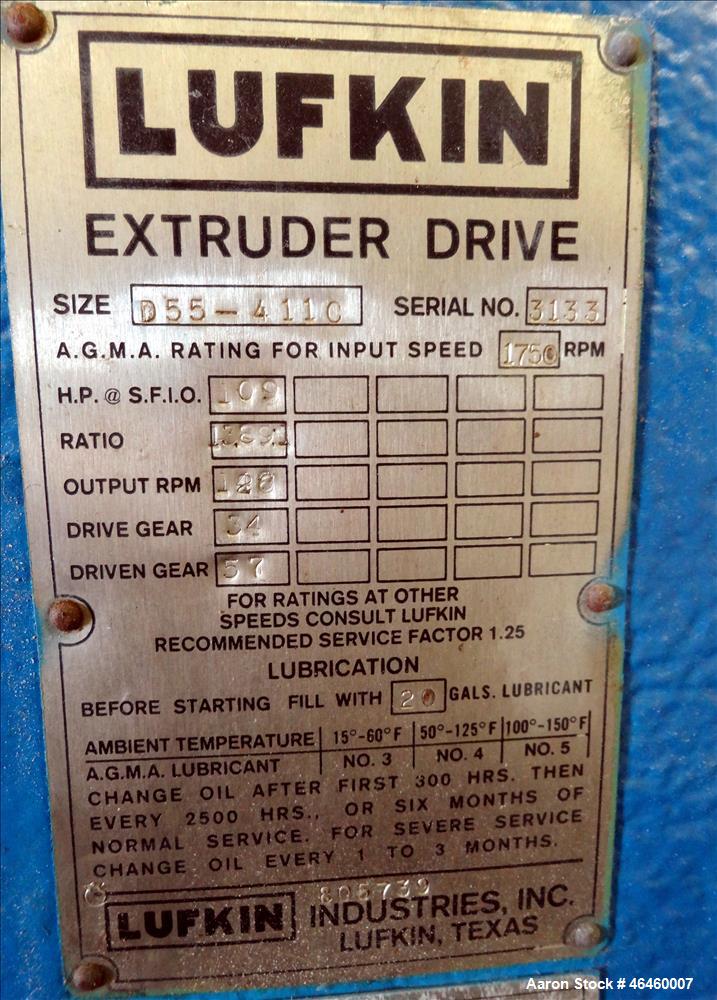 LUFKIN
EXTRUDER DRIVE
SIZE D55-4110 SERIAL NO. 3133
A.G.M.A. RATING FOR INPUT SPEED 1750 RPM
H.P. @ S.F.I.O. 109
RATIO
OUTPUT RPM
DRIVE GEAR 34
DRIVEN GEAR 57
FOR RATINGS AT OTHER
SPEEDS CONSULT LUFKIN
RECOMMENDED SERVICE FACTOR 1.25
LUBRICATION
BEFORE STARTING FILL WITH 20 GALS. LUBRICANT
AMBIENT TEMPERATURE 15°-60°F 50°-125°F 100°-150°F
A.G.M.A. LUBRICANT NO. 3 NO. 4 NO. 5
CHANGE OIL AFTER FIRST 300 HRS. THEN
EVERY 2500 HRS., OR SIX MONTHS OF
NORMAL SERVICE. FOR SEVERE SERVICE
CHANGE OIL EVERY 1 TO 3 MONTHS.
805739
LUFKIN INDUSTRIES, INC.
LUFKIN, TEXAS
Aaron Stock # 46460007